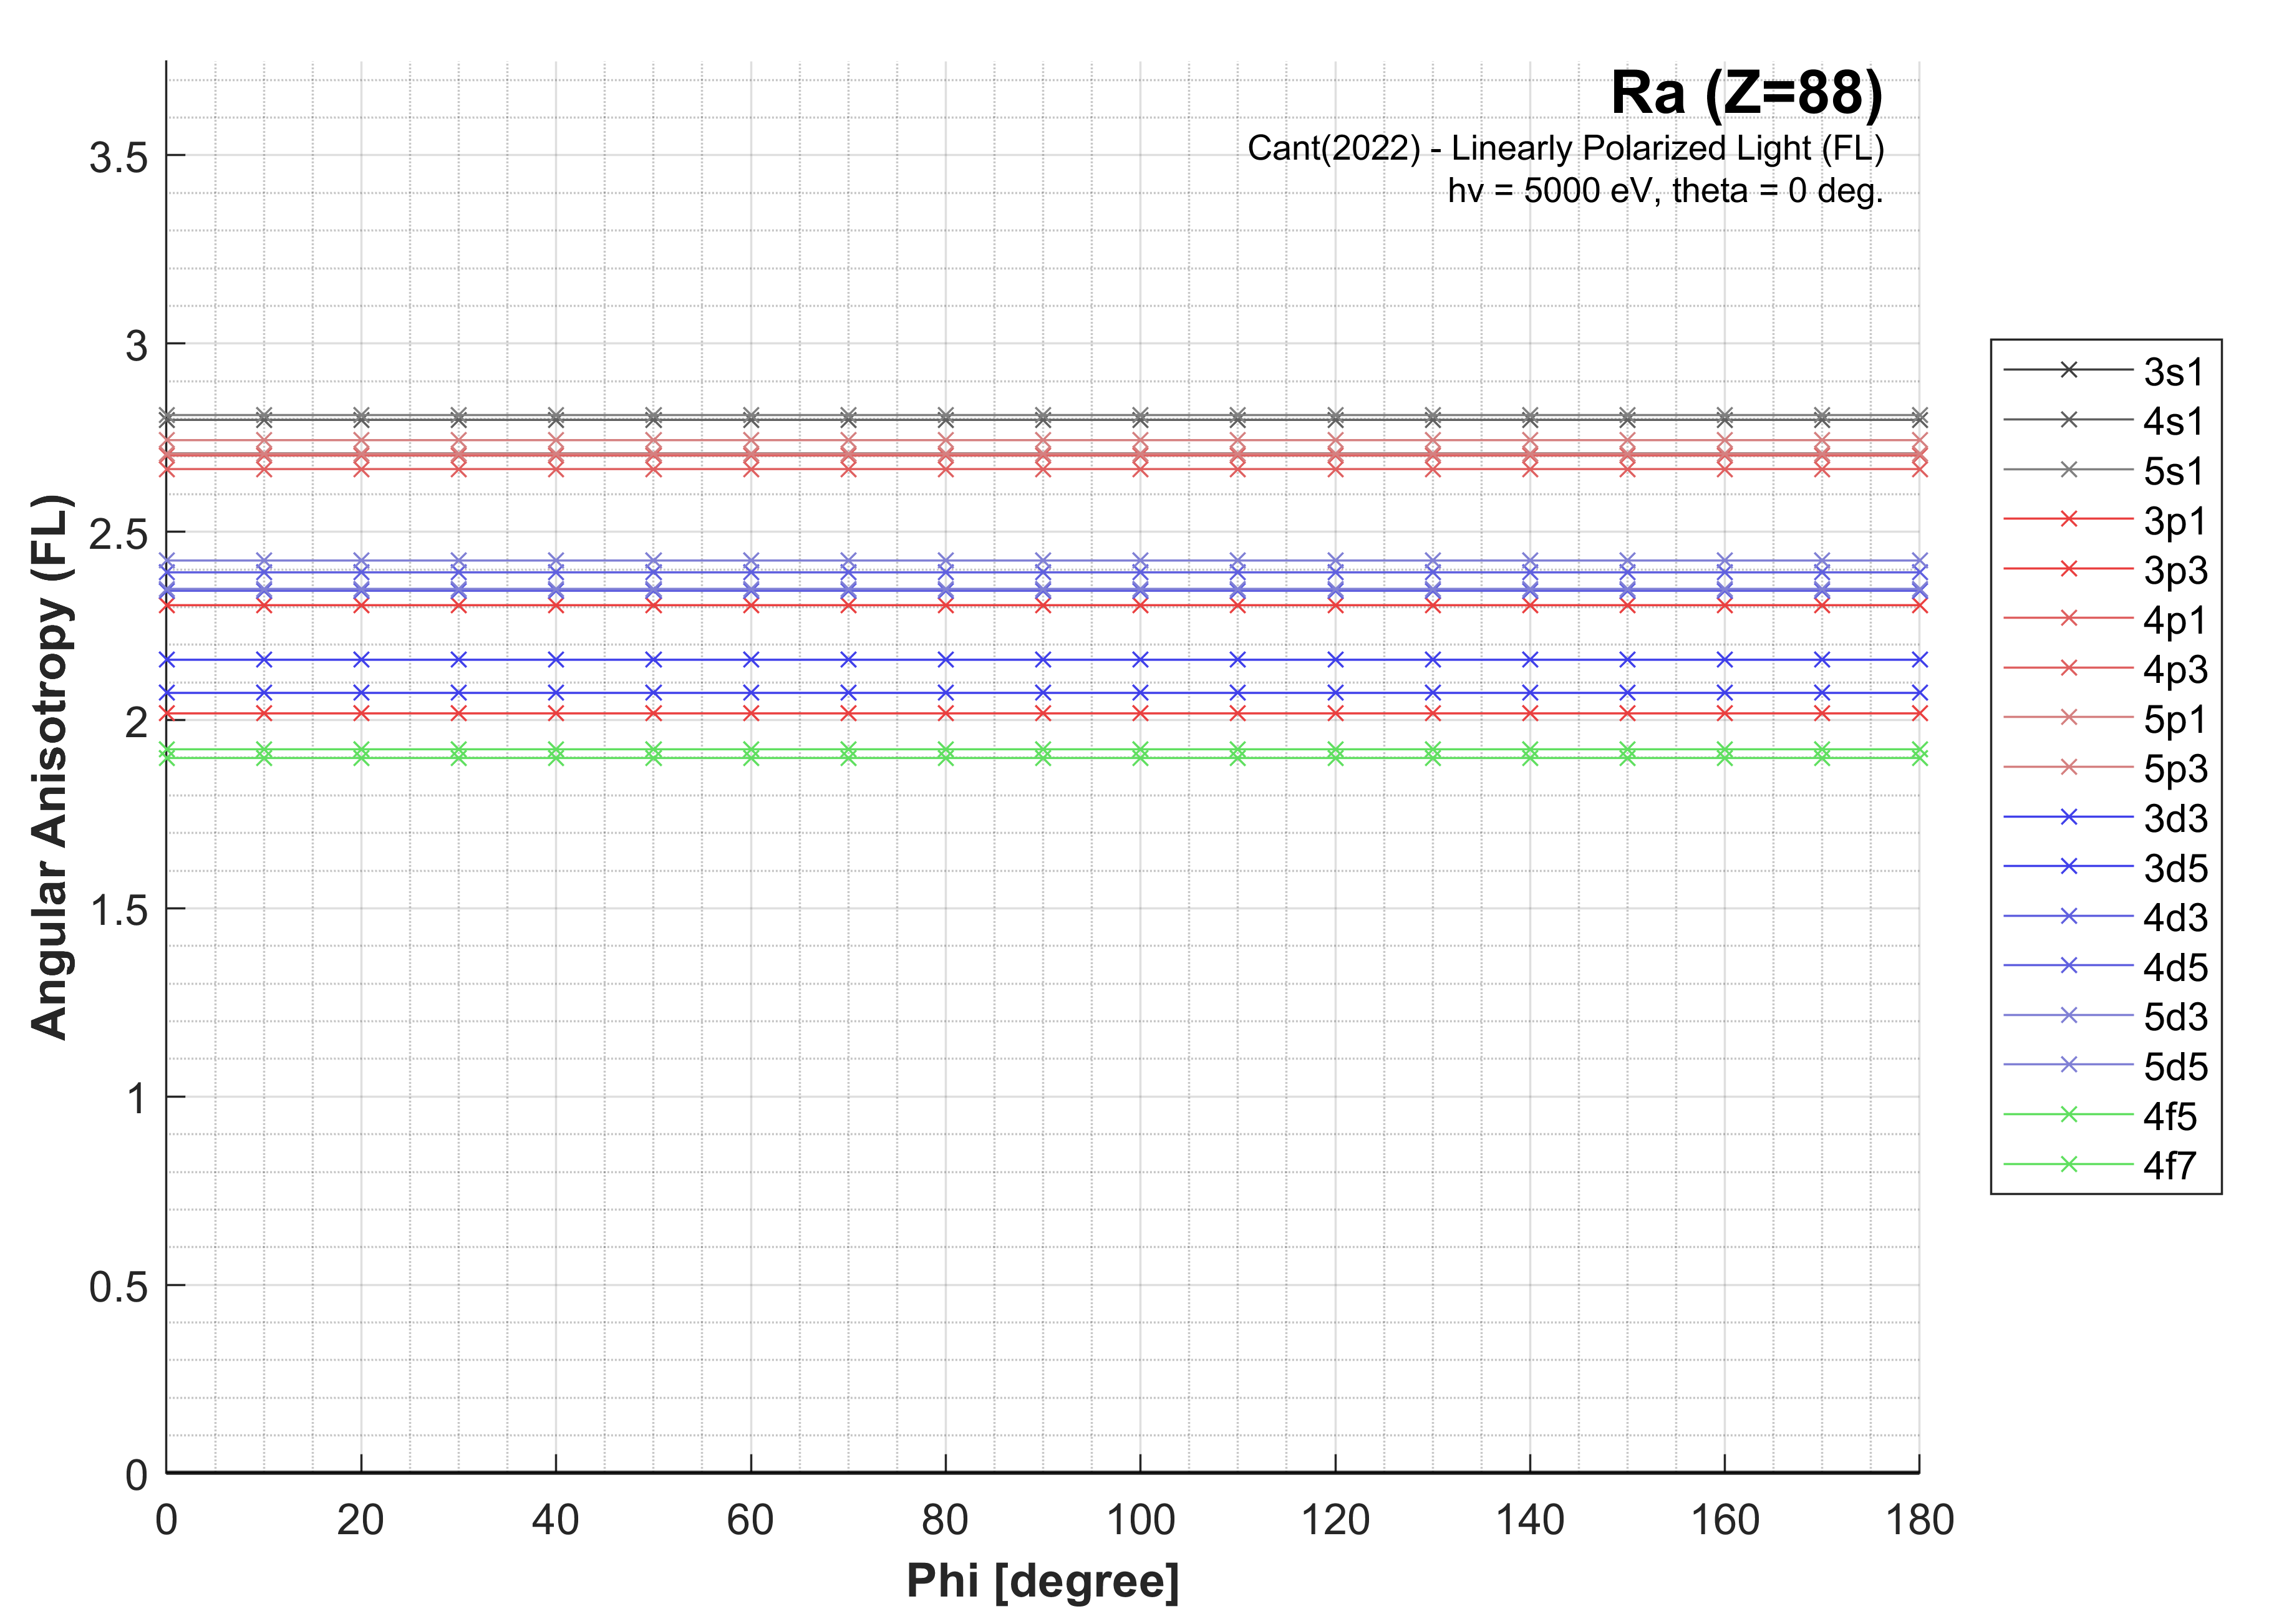 Ra (Z=88)
Cant(2022) - Linearly Polarized Light (FL)
hv = 5000 eV, theta = 0 deg.
3.5
3
2.5
2
1.5
1
0.5
0
Angular Anisotropy (FL)
0 20 40 60 80 100 120 140 160 180
Phi [degree]
3s1
4s1
5s1
3p1
3p3
4p1
4p3
5p1
5p3
3d3
3d5
4d3
4d5
5d3
5d5
4f5
4f7